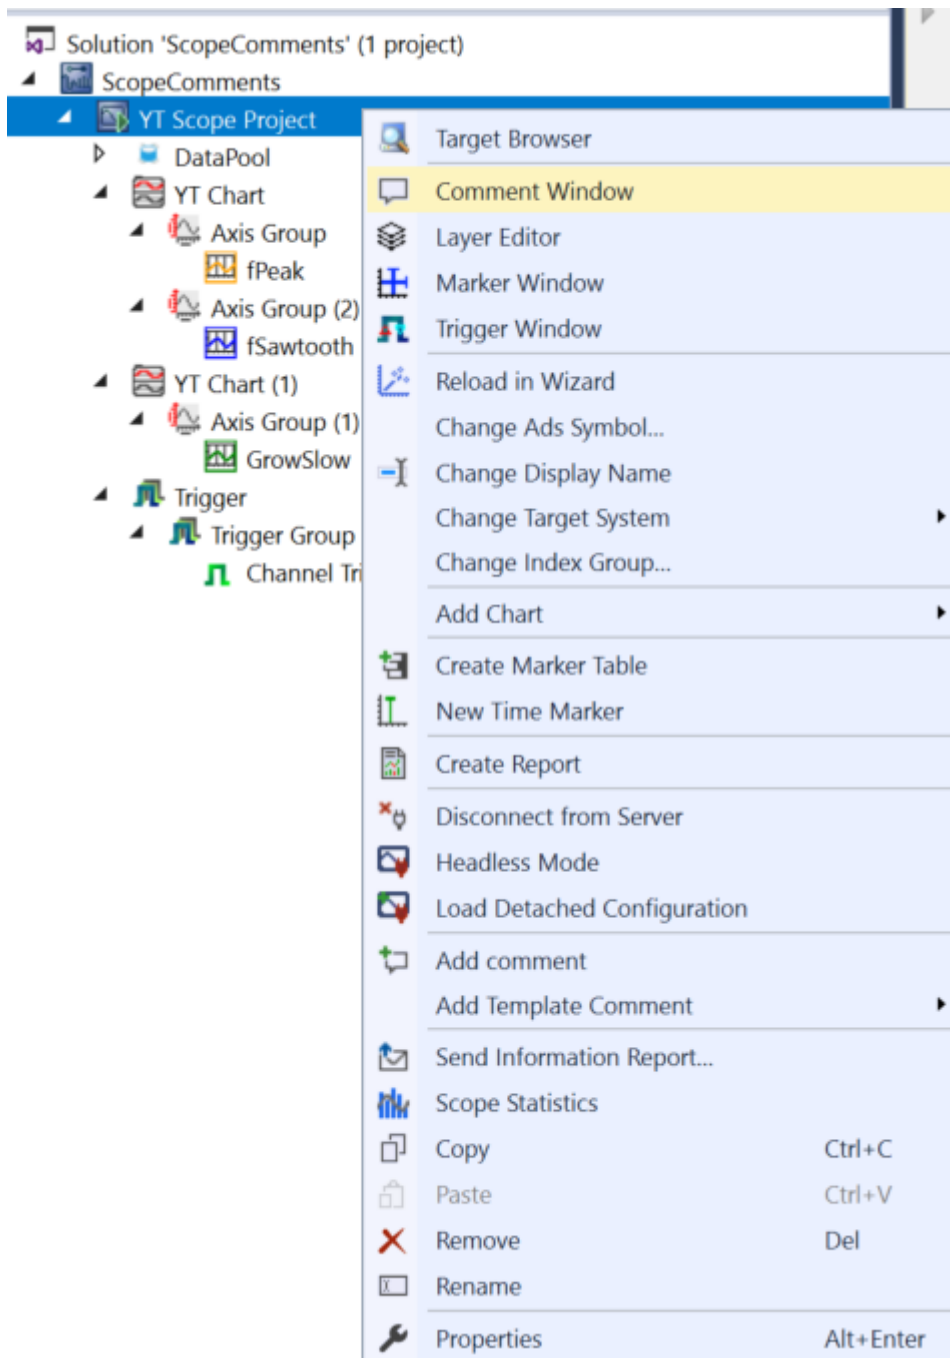 Solution 'ScopeComments' (1 project)
ScopeComments
YT Scope Project
DataPool
YT Chart
Axis Group
fPeak
Axis Group (2)
fSawtooth
YT Chart (1)
Axis Group (1)
GrowSlow
Trigger
Trigger Group
Channel Tri
Target Browser
Comment Window
Layer Editor
Marker Window
Trigger Window
Reload in Wizard
Change Ads Symbol...
Change Display Name
Change Target System
Change Index Group...
Add Chart
Create Marker Table
New Time Marker
Create Report
Disconnect from Server
Headless Mode
Load Detached Configuration
Add comment
Add Template Comment
Send Information Report...
Scope Statistics
Copy Ctrl+C
Paste Ctrl+V
Remove Del
Rename
Properties Alt+Enter